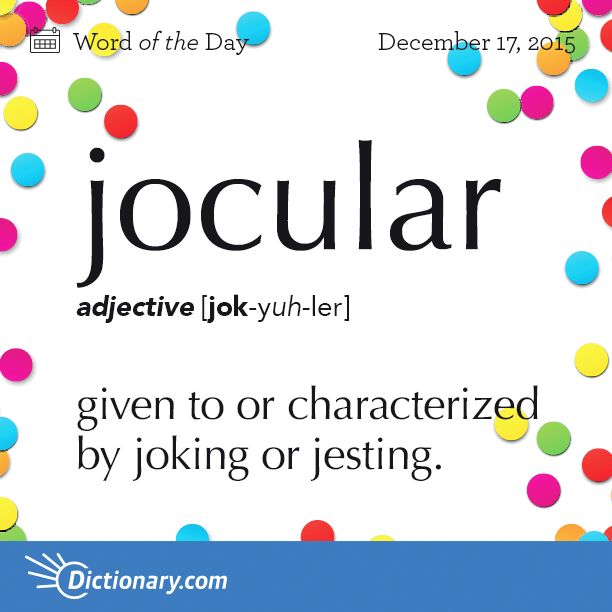 Word of the Day December 17, 2015
jocular
adjective [jok-yuh-ler]
given to or characterized
by joking or jesting.
Dictionary.com